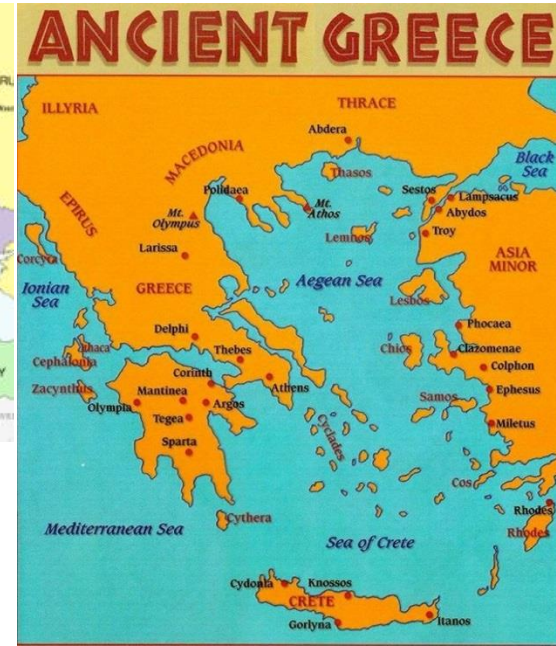 ANCIENT GREECE
ILLYRIA
THRACE
Abdera
MACEDONIA
Black
Sea
Thasos
Polidaea
Sestos
Lampsacus
Mt.
Athos
Abydos
EPIRUS
Mt.
Olympus
Troy
Lemnos
Larissa
ASIA
MINOR
Corcyra
Aegean Sea
Ionian
Sea
GREECE
Lesbos
Phocaea
Delphi
Thebes
Chios
Clazomenae
Ithaca
Cephalonia
Colphon
Corinth
Zacynthus
Mantinea
Athens
Ephesus
Olympia
Argos
Samos
Tegea
Miletus
Cyclades
Sparta
Cos
Rhodes
Cythera
Rhodes
Mediterranean Sea
Sea of Crete
Cydonia
Knossos
CRETE
Gorlyna
Itanos